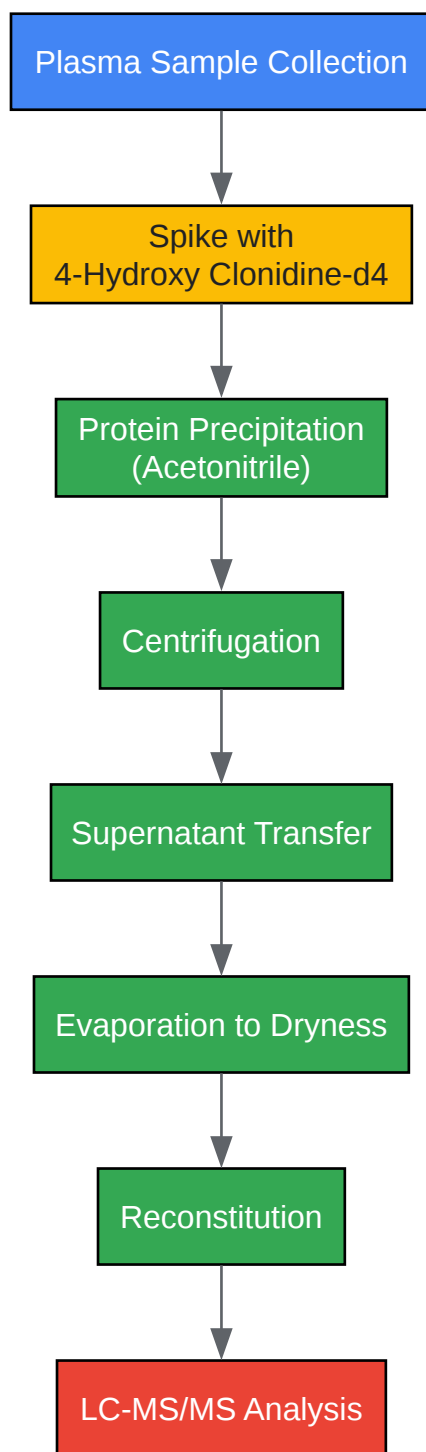 Plasma Sample Collection
Spike with
4-Hydroxy Clonidine-d4
Protein Precipitation
(Acetonitrile)
Centrifugation
Supernatant Transfer
Evaporation to Dryness
Reconstitution
LC-MS/MS Analysis